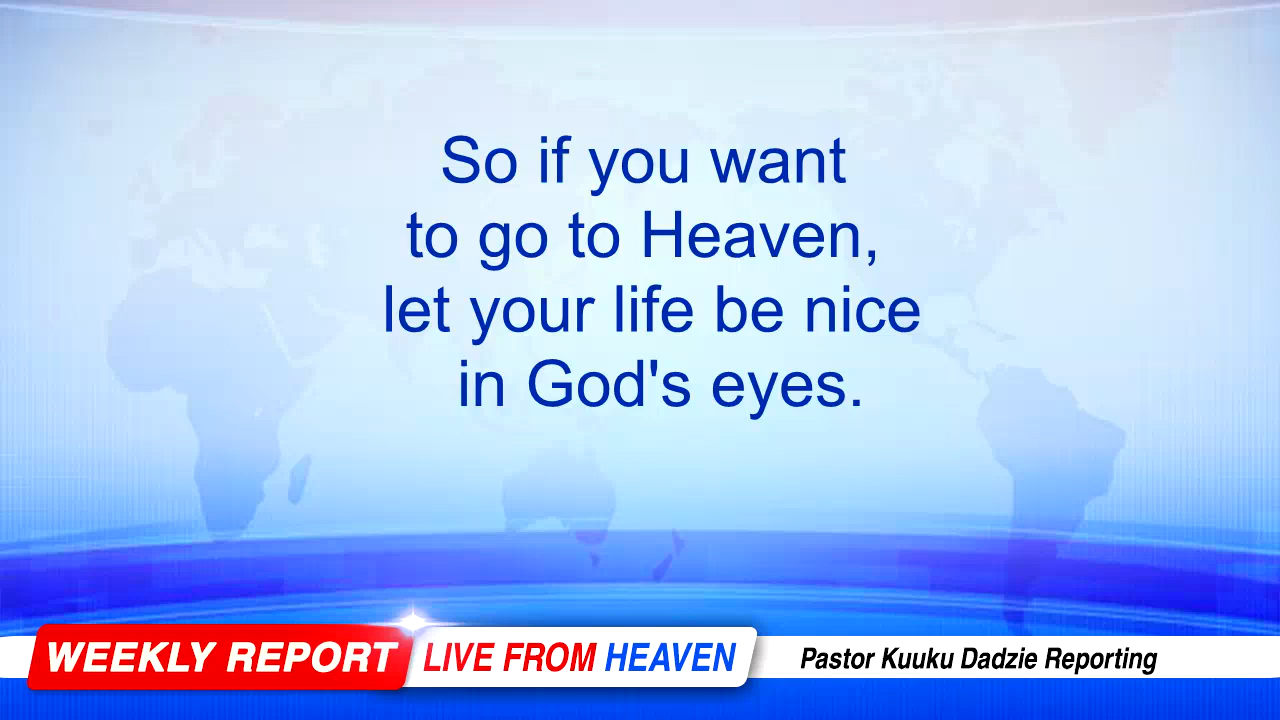 So if you want
to go to Heaven,
let your life be nice
in God's eyes.
WEEKLY REPORT LIVE FROM HEAVEN Pastor Kuuku Dadzie Reporting